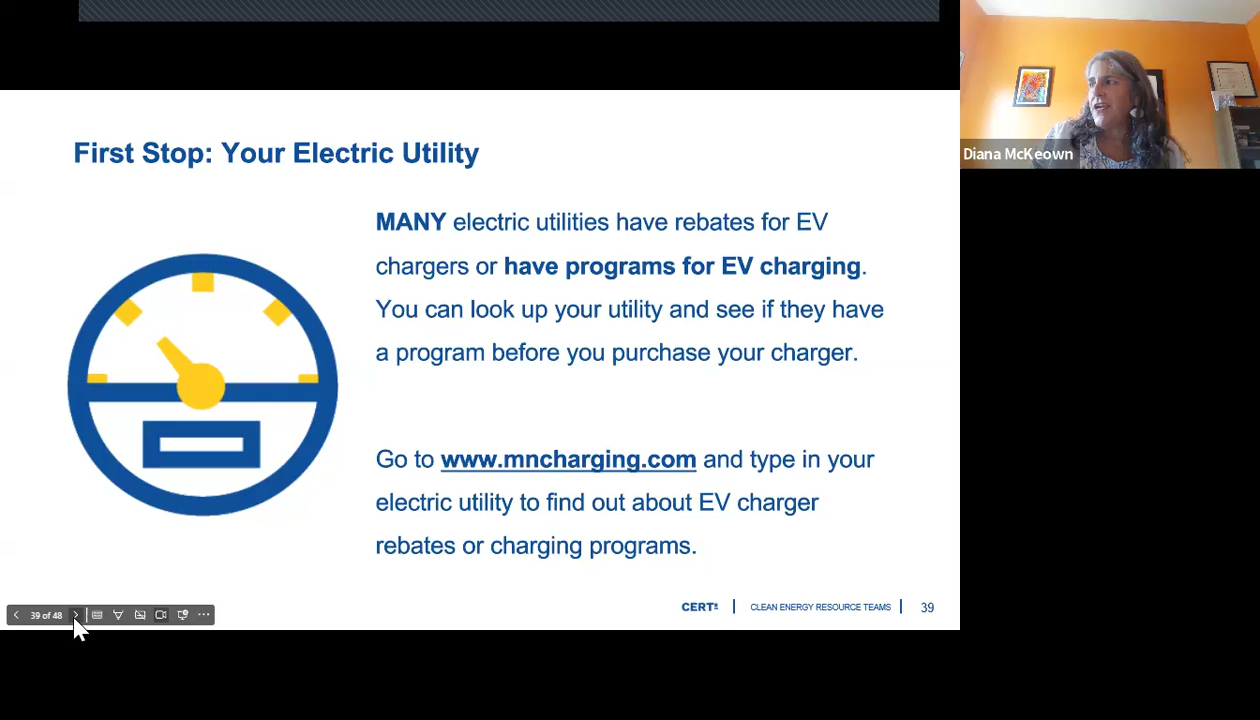 First Stop: Your Electric Utility
MANY electric utilities have rebates for EV
chargers or have programs for EV charging.
You can look up your utility and see if they have
a program before you purchase your charger.
Go to www.mncharging.com and type in your
electric utility to find out about EV charger
rebates or charging programs.
39 of 48
CERTs | CLEAN ENERGY RESOURCE TEAMS | 39
Diana McKeown